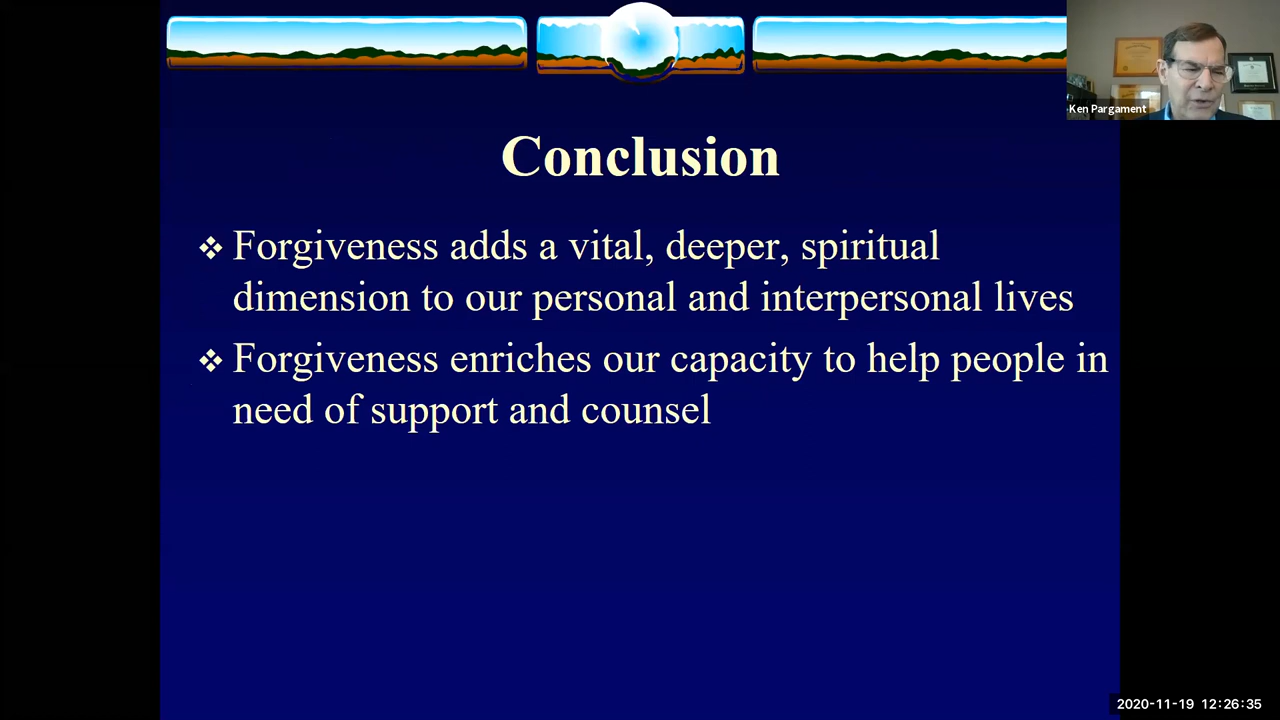 Ken Pargament
Conclusion
❖ Forgiveness adds a vital, deeper, spiritual
dimension to our personal and interpersonal lives
❖ Forgiveness enriches our capacity to help people in
need of support and counsel
2020-11-19 12:26:35